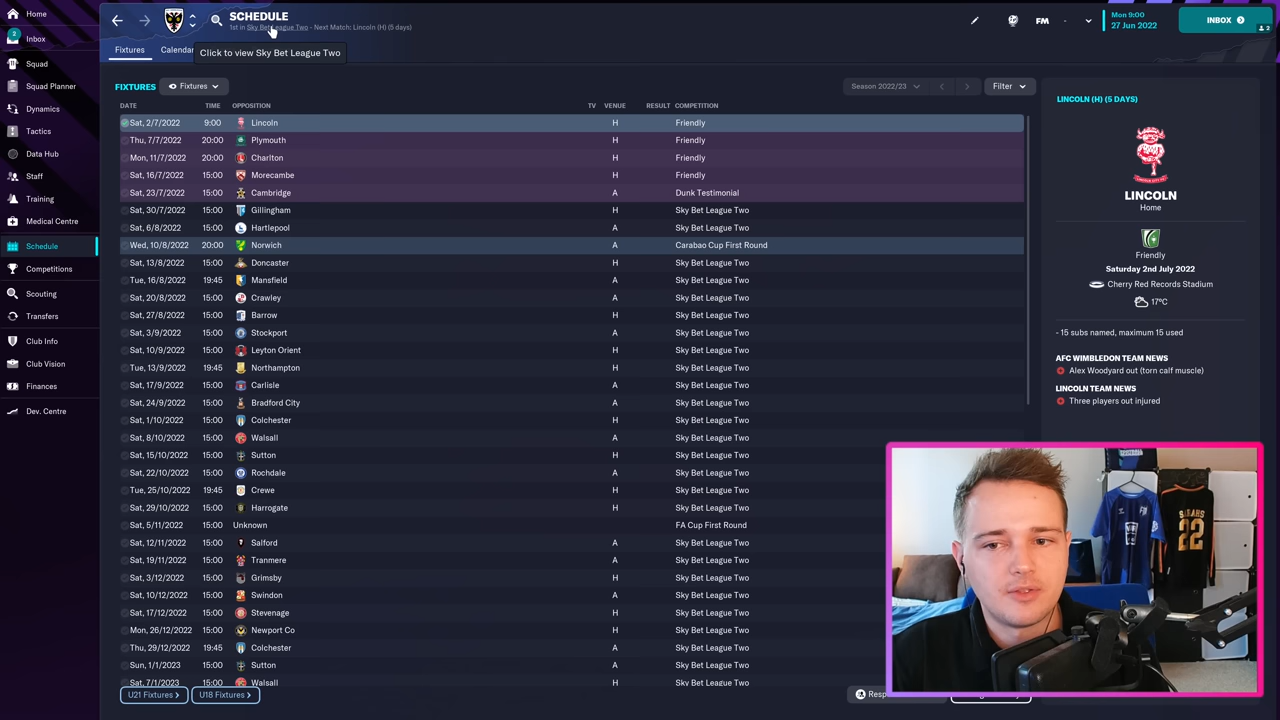 Home
2
Inbox
Squad
Squad Planner
Dynamics
Tactics
Data Hub
Staff
Training
Medical Centre
Schedule
Competitions
Scouting
Transfers
Club Info
Club Vision
Finances
Dev. Centre
SCHEDULE
1st in Sky Bet League Two - Next Match: Lincoln (H) (5 days)
FM
-
Mon 9:00
27 Jun 2022
INBOX
2
Fixtures
Calendar
Click to view Sky Bet League Two
FIXTURES
Fixtures
Season 2022/23
Filter
DATE TIME OPPOSITION TV VENUE RESULT COMPETITION
Sat, 2/7/2022 9:00 Lincoln H Friendly
Thu, 7/7/2022 20:00 Plymouth H Friendly
Mon, 11/7/2022 20:00 Charlton H Friendly
Sat, 16/7/2022 15:00 Morecambe H Friendly
Sat, 23/7/2022 15:00 Cambridge A Dunk Testimonial
Sat, 30/7/2022 15:00 Gillingham H Sky Bet League Two
Sat, 6/8/2022 15:00 Hartlepool A Sky Bet League Two
Wed, 10/8/2022 20:00 Norwich A Carabao Cup First Round
Sat, 13/8/2022 15:00 Doncaster H Sky Bet League Two
Tue, 16/8/2022 19:45 Mansfield A Sky Bet League Two
Sat, 20/8/2022 15:00 Crawley A Sky Bet League Two
Sat, 27/8/2022 15:00 Barrow H Sky Bet League Two
Sat, 3/9/2022 15:00 Stockport A Sky Bet League Two
Sat, 10/9/2022 15:00 Leyton Orient H Sky Bet League Two
Tue, 13/9/2022 19:45 Northampton H Sky Bet League Two
Sat, 17/9/2022 15:00 Carlisle A Sky Bet League Two
Sat, 24/9/2022 15:00 Bradford City A Sky Bet League Two
Sat, 1/10/2022 15:00 Colchester H Sky Bet League Two
Sat, 8/10/2022 15:00 Walsall A Sky Bet League Two
Sat, 15/10/2022 15:00 Sutton H Sky Bet League Two
Sat, 22/10/2022 15:00 Rochdale A Sky Bet League Two
Tue, 25/10/2022 19:45 Crewe H Sky Bet League Two
Sat, 29/10/2022 15:00 Harrogate H Sky Bet League Two
Sat, 5/11/2022 15:00 Unknown FA Cup First Round
Sat, 12/11/2022 15:00 Salford A Sky Bet League Two
Sat, 19/11/2022 15:00 Tranmere A Sky Bet League Two
Sat, 3/12/2022 15:00 Grimsby H Sky Bet League Two
Sat, 10/12/2022 15:00 Swindon A Sky Bet League Two
Sat, 17/12/2022 15:00 Stevenage H Sky Bet League Two
Mon, 26/12/2022 15:00 Newport Co H Sky Bet League Two
Thu, 29/12/2022 19:45 Colchester A Sky Bet League Two
Sun, 1/1/2023 15:00 Sutton A Sky Bet League Two
Sat, 7/1/2023 15:00 Walsall H Sky Bet League Two
U21 Fixtures
U18 Fixtures
Resp
LINCOLN (H) (5 DAYS)
LINCOLN
Home
Friendly
Saturday 2nd July 2022
Cherry Red Records Stadium
17°C
- 15 subs named, maximum 15 used
AFC WIMBLEDON TEAM NEWS
Alex Woodyard out (torn calf muscle)
LINCOLN TEAM NEWS
Three players out injured
22